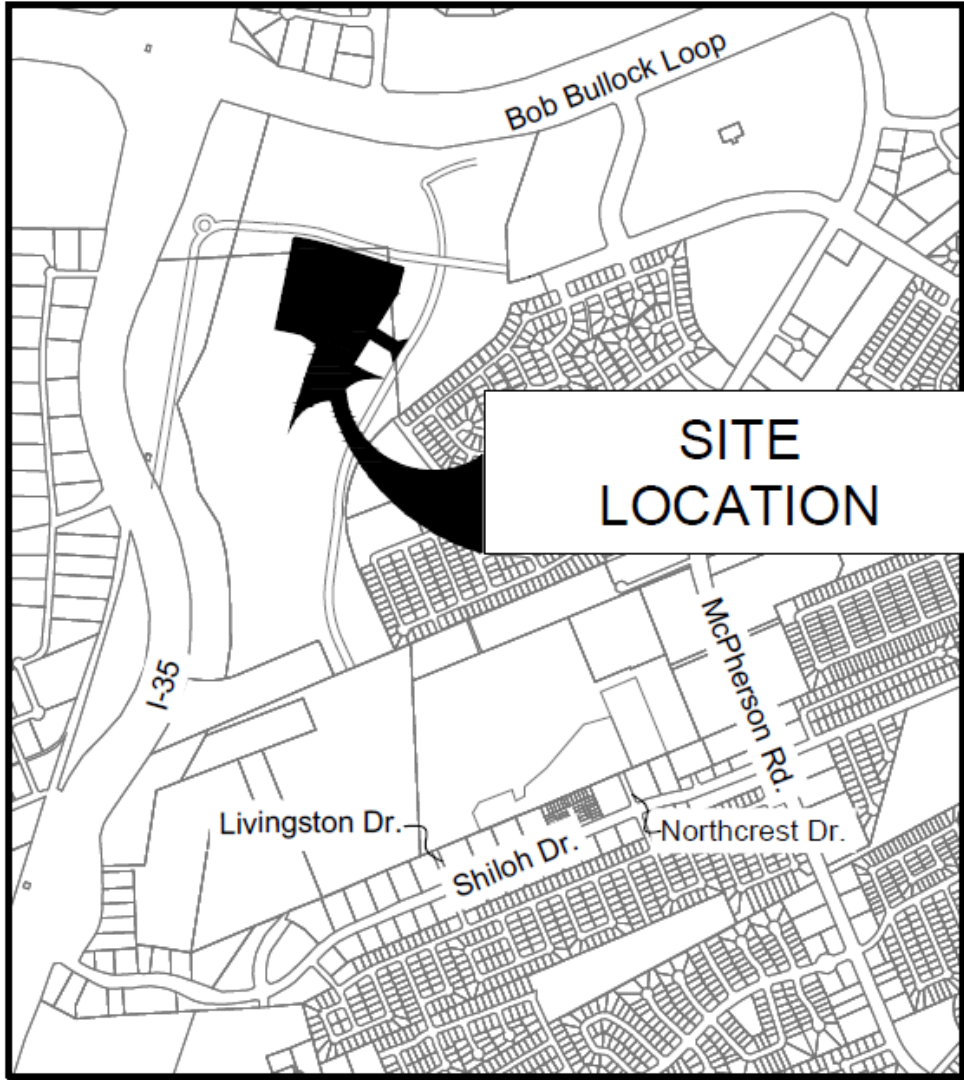 Bob Bullock Loop
SITE
LOCATION
I-35
McPherson Rd.
Livingston Dr.
Shiloh Dr.
Northcrest Dr.